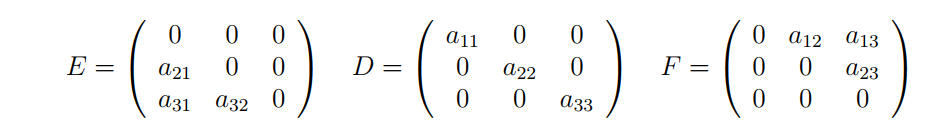 E = ( 0 0 0 a₁₁ 0 0 0 a₁₂ a₁₃
a₂₁ 0 0 ) D = ( 0 a₂₂ 0 ) F = ( 0 0 a₂₃ )
a₃₁ a₃₂ 0 0 0 a₃₃ 0 0 0